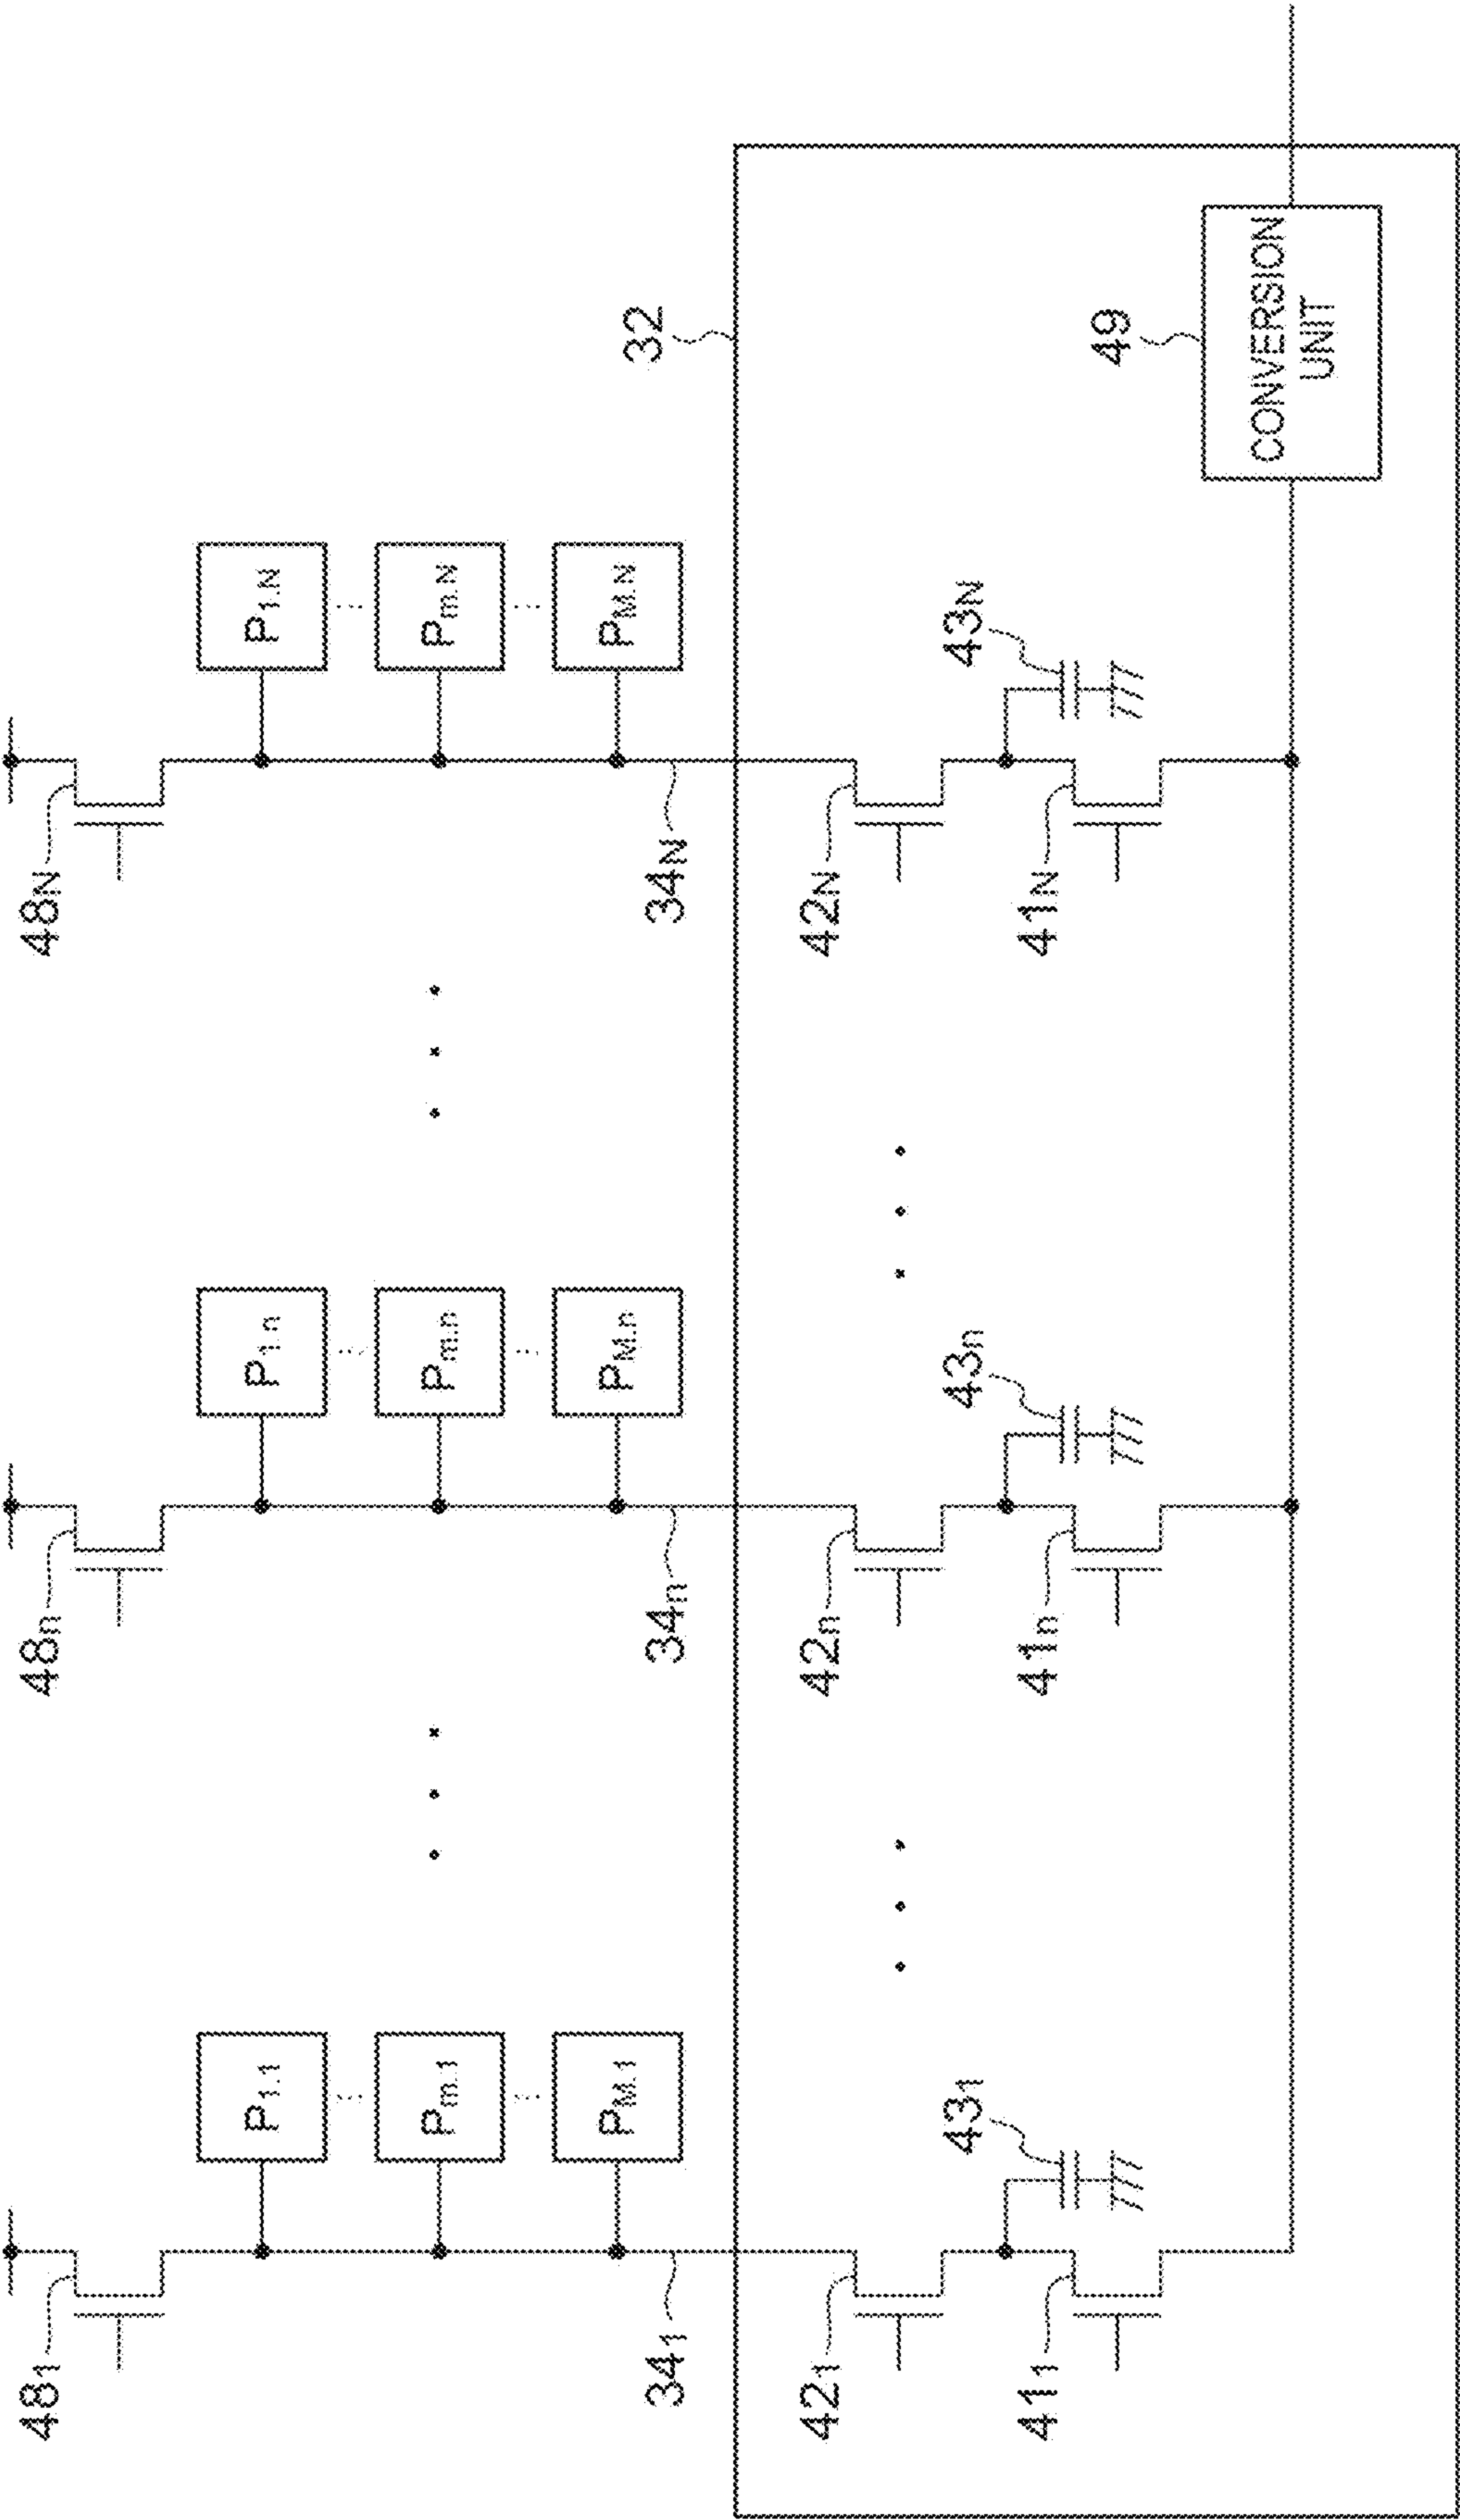 48₁
48ₙ
48N
P₁.₁
P₁.ₙ
P₁.N
Pₘ.₁
Pₘ.ₙ
Pₘ.N
PM.₁
PM.ₙ
PM.N
34₁
34ₙ
34N
32
42₁
42ₙ
42N
43₁
43ₙ
43N
41₁
41ₙ
41N
49
CONVERSION
UNIT